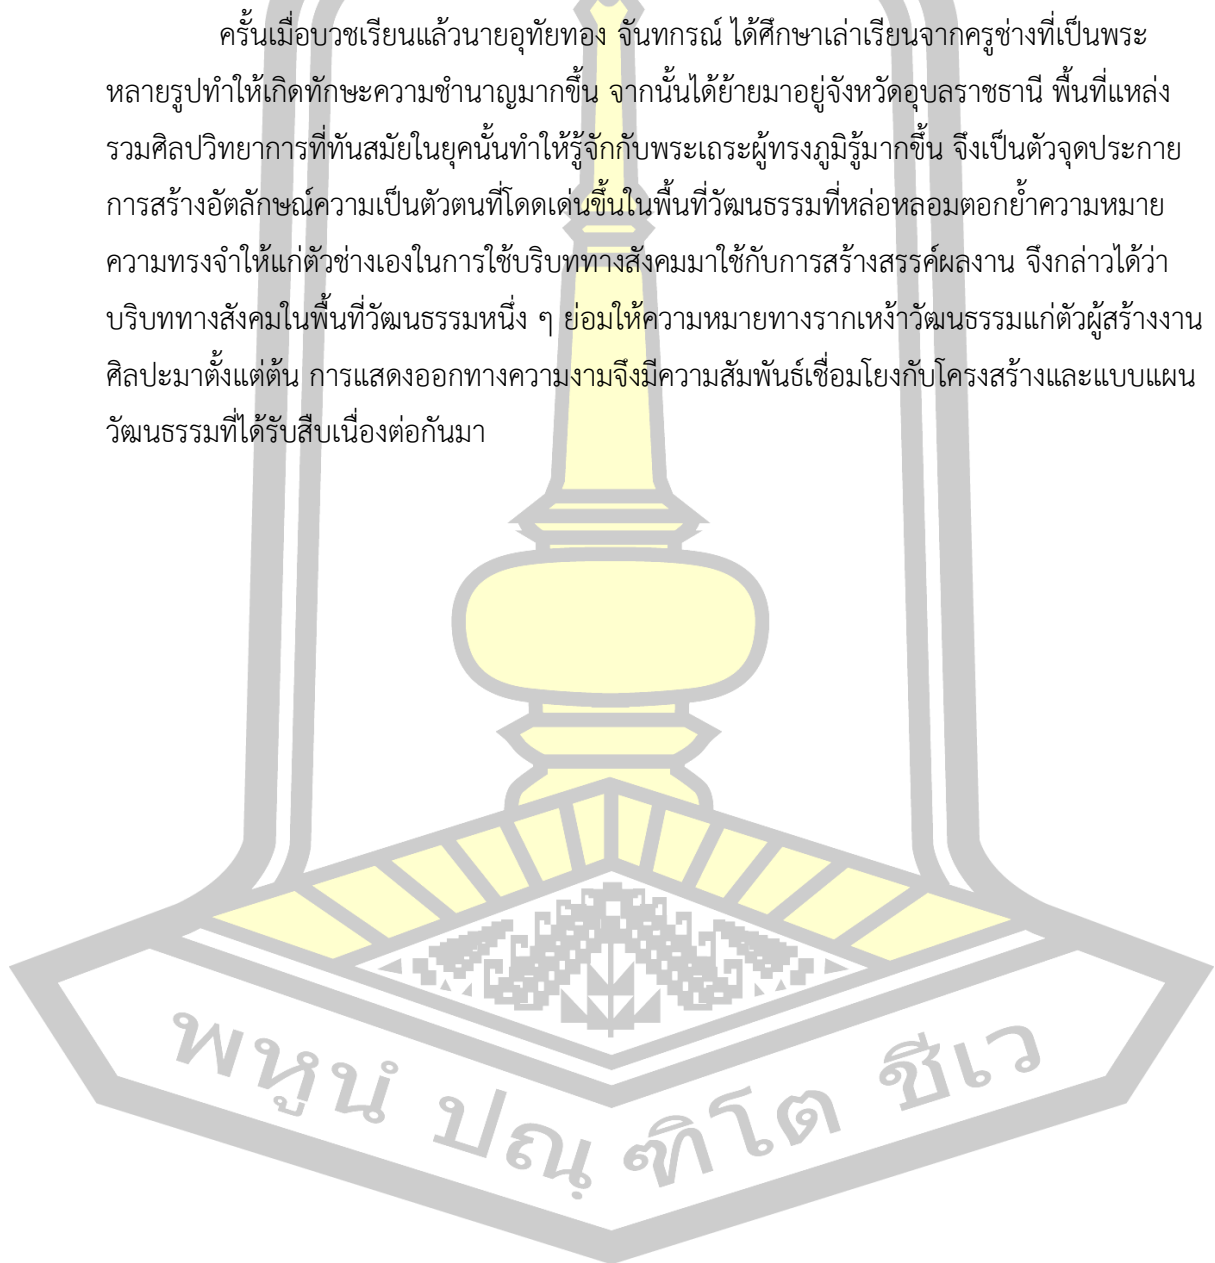 ครั้นเมื่อบวชเรียนแล้วนายอุทัยทอง จันทกรณ์ ได้ศึกษาเล่าเรียนจากครูช่างที่เป็นพระ
หลายรูปทำให้เกิดทักษะความชำนาญมากขึ้น จากนั้นได้ย้ายมาอยู่จังหวัดอุบลราชธานี พื้นที่แหล่ง
รวมศิลปวิทยาการที่ทันสมัยในยุคนั้นทำให้รู้จักกับพระเถระผู้ทรงภูมิรู้มากขึ้น จึงเป็นตัวจุดประกาย
การสร้างอัตลักษณ์ความเป็นตัวตนที่โดดเด่นขึ้นในพื้นที่วัฒนธรรมที่หล่อหลอมตอกย้ำความหมาย
ความทรงจำให้แก่ตัวช่างเองในการใช้บริบททางสังคมมาใช้กับการสร้างสรรค์ผลงาน จึงกล่าวได้ว่า
บริบททางสังคมในพื้นที่วัฒนธรรมหนึ่ง ๆ ย่อมให้ความหมายทางรากเหง้าวัฒนธรรมแก่ตัวผู้สร้างงาน
ศิลปะมาตั้งแต่ต้น การแสดงออกทางความงามจึงมีความสัมพันธ์เชื่อมโยงกับโครงสร้างและแบบแผน
วัฒนธรรมที่ได้รับสืบเนื่องต่อกันมา
พหูนํ ปณฺ ฑิโต ชีเว